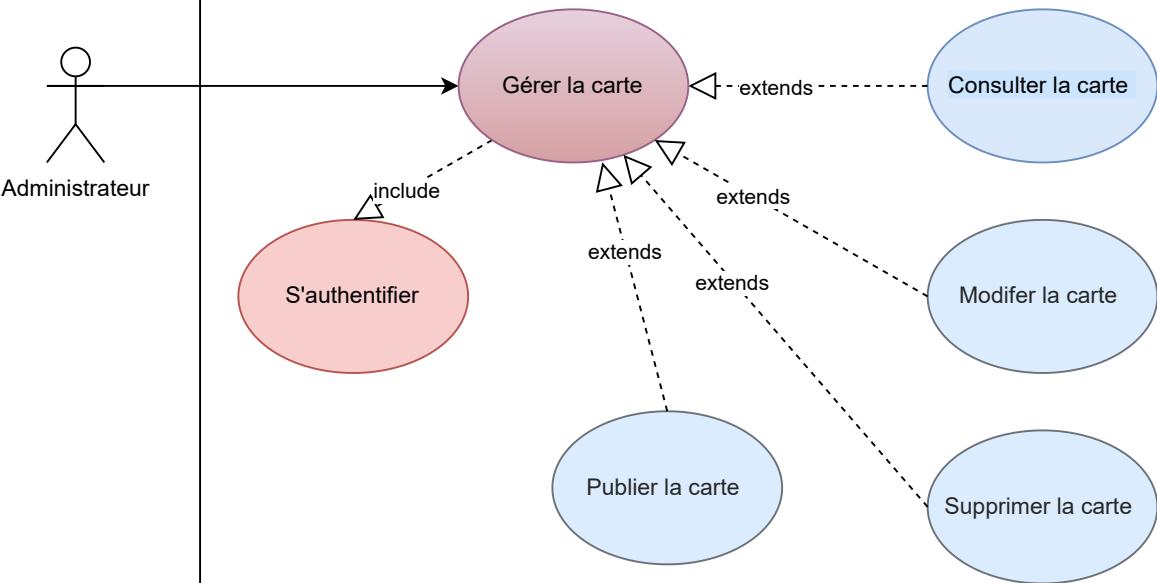 Gérer la carte
extends
Consulter la carte
Administrateur
include
extends
extends
extends
S'authentifier
Modifer la carte
Publier la carte
Supprimer la carte